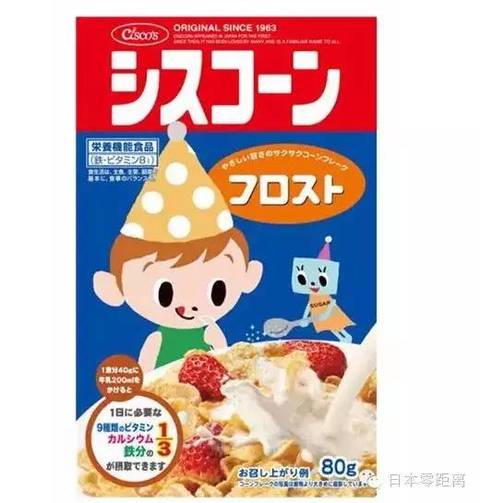 Cisco's
ORIGINAL SINCE 1963
シスコーン
栄養機能食品
(鉄・ビタミンB₁)
やさしい甘さのサクサクコーンフレーク
フロスト
SUGAR
1食分40gに
牛乳200mlを
かけると
1日に必要な
9種類のビタミン
カルシウム
鉄分の
1/3
が摂取できます
お召し上がり例
80g
日本零距离